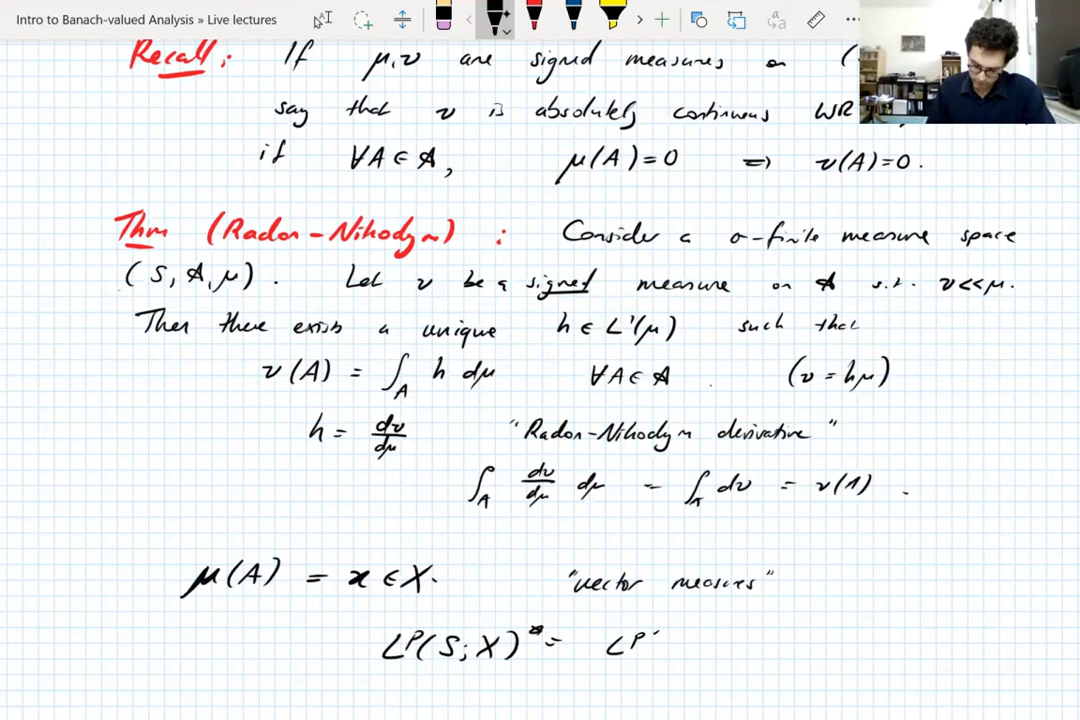 Intro to Banach-valued Analysis » Live lectures
Recall: If μ, ν are signed measures on (
say that ν is absolutely continuous WR
if ∀A ∈ 𝒜, μ(A)=0 ⇒ ν(A)=0.
Thm (Radon-Nikodym): Consider a σ-finite measure space
(S, 𝒜, μ). Let ν be a signed measure on 𝒜 s.t. ν<<μ.
Then there exists a unique h ∈ L¹(μ) such that
ν(A) = ∫_A h dμ ∀A ∈ 𝒜. (ν = hμ)
h = dν/dμ "Radon-Nikodym derivative"
∫_A dν/dμ dμ = ∫_A dν = ν(A).
μ(A) = x ∈ X. "vector measures"
L^p(S; X)* = L^p'